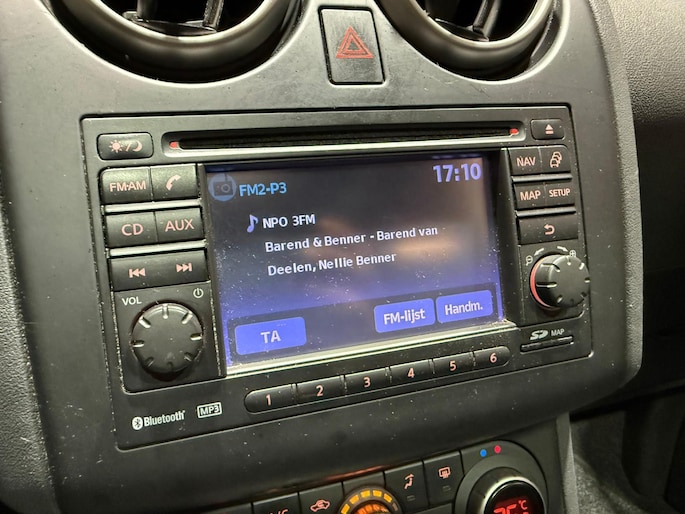 FM2-P3
17:10
NPO 3FM
Barend & Benner - Barend van
Deelen, Nellie Benner
TA
FM-lijst
Handm.
FM·AM
CD
AUX
VOL
NAV
MAP
SETUP
SD MAP
1 2 3 4 5 6
Bluetooth
MP3
A/C